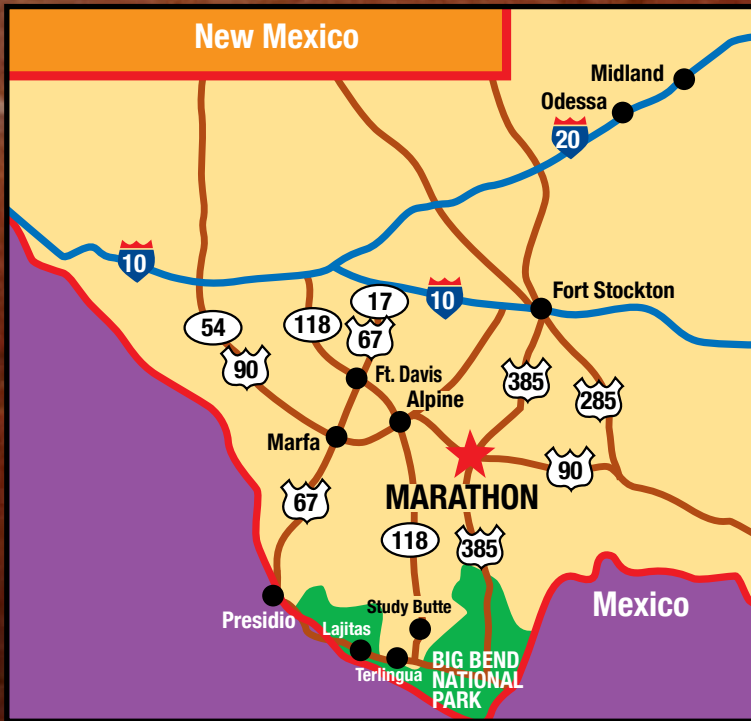 New Mexico
Midland
Odessa
20
10
17
10
Fort Stockton
54
118
67
90
Ft. Davis
385
285
Alpine
Marfa
90
MARATHON
67
118
385
Presidio
Study Butte
Mexico
Lajitas
Terlingua
BIG BEND
NATIONAL
PARK